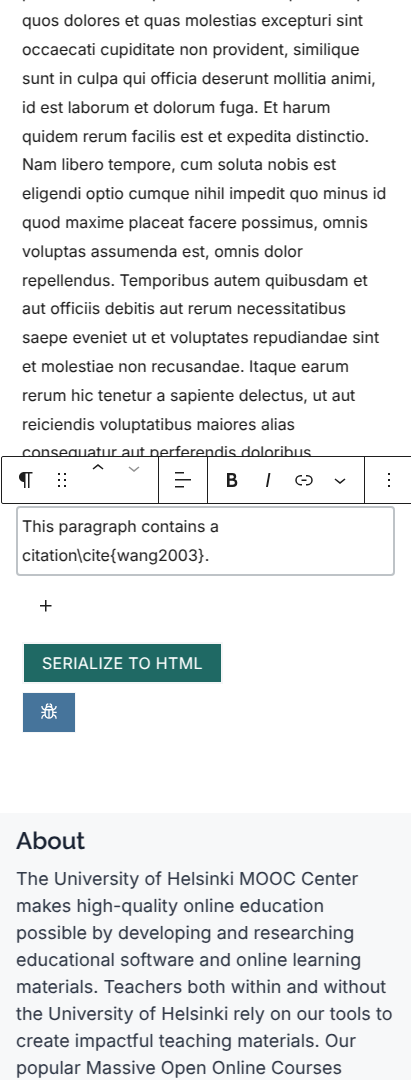 quos dolores et quas molestias excepturi sint
occaecati cupiditate non provident, similique
sunt in culpa qui officia deserunt mollitia animi,
id est laborum et dolorum fuga. Et harum
quidem rerum facilis est et expedita distinctio.
Nam libero tempore, cum soluta nobis est
eligendi optio cumque nihil impedit quo minus id
quod maxime placeat facere possimus, omnis
voluptas assumenda est, omnis dolor
repellendus. Temporibus autem quibusdam et
aut officiis debitis aut rerum necessitatibus
saepe eveniet ut et voluptates repudiandae sint
et molestiae non recusandae. Itaque earum
rerum hic tenetur a sapiente delectus, ut aut
reiciendis voluptatibus maiores alias
consequatur aut perferendis doloribus
B I
This paragraph contains a
citation\cite{wang2003}.
+
SERIALIZE TO HTML
About
The University of Helsinki MOOC Center
makes high-quality online education
possible by developing and researching
educational software and online learning
materials. Teachers both within and without
the University of Helsinki rely on our tools to
create impactful teaching materials. Our
popular Massive Open Online Courses